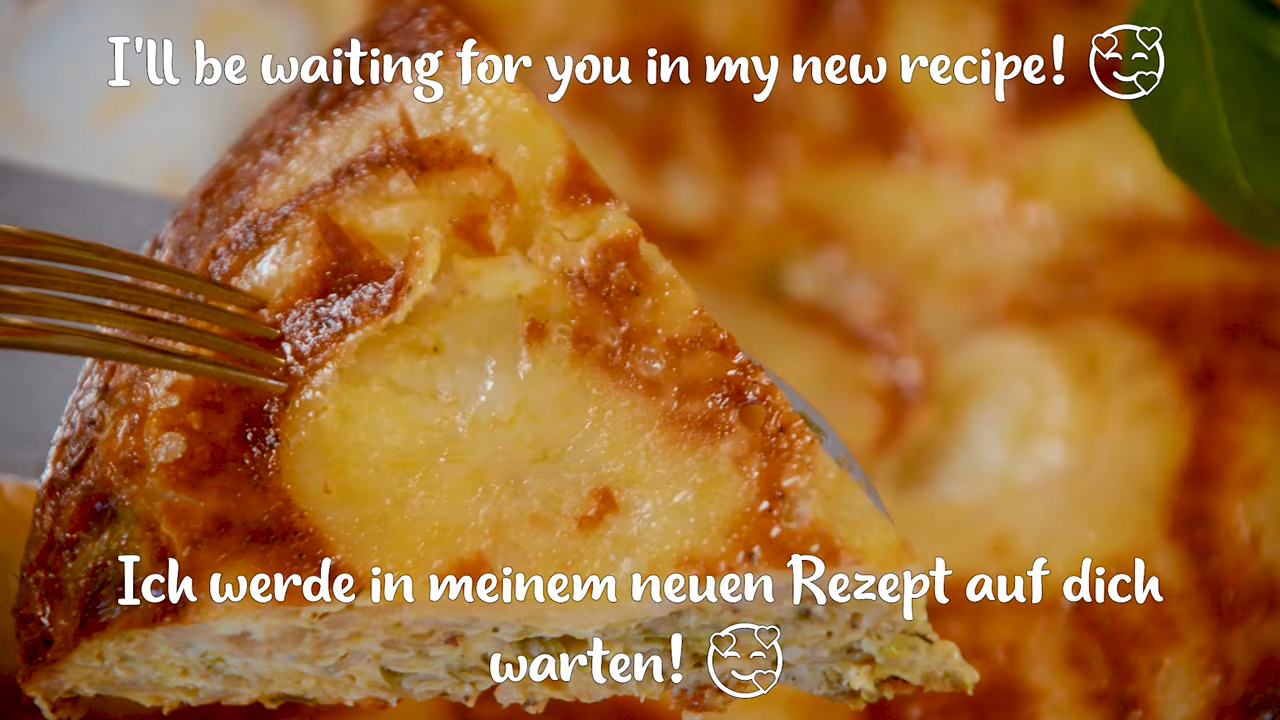 I'll be waiting for you in my new recipe! 🥰
Ich werde in meinem neuen Rezept auf dich
warten! 🥰